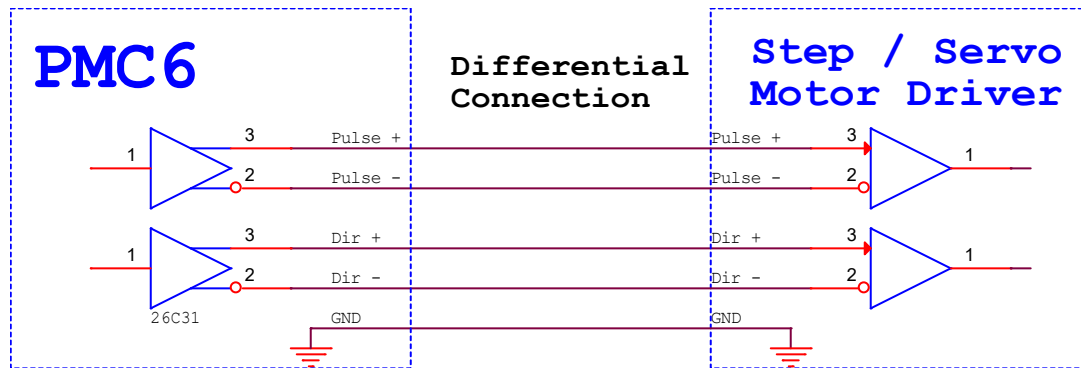 PMC6
Differential
Connection
Step / Servo
Motor Driver
1
3
Pulse +
Pulse +
3
1
2
Pulse -
Pulse -
2
1
3
Dir +
Dir +
3
1
2
Dir -
Dir -
2
26C31
GND
GND